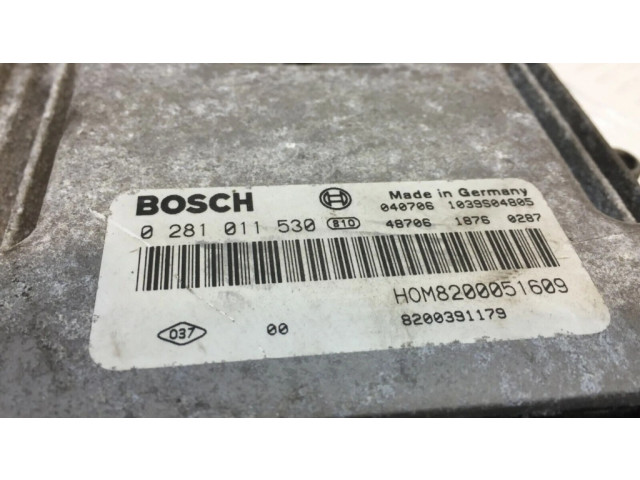 BOSCH Made in Germany
040706 1039S04805
0 281 011 530 810 48706 1876 0287
HOM8200051609
037 00 8200391179